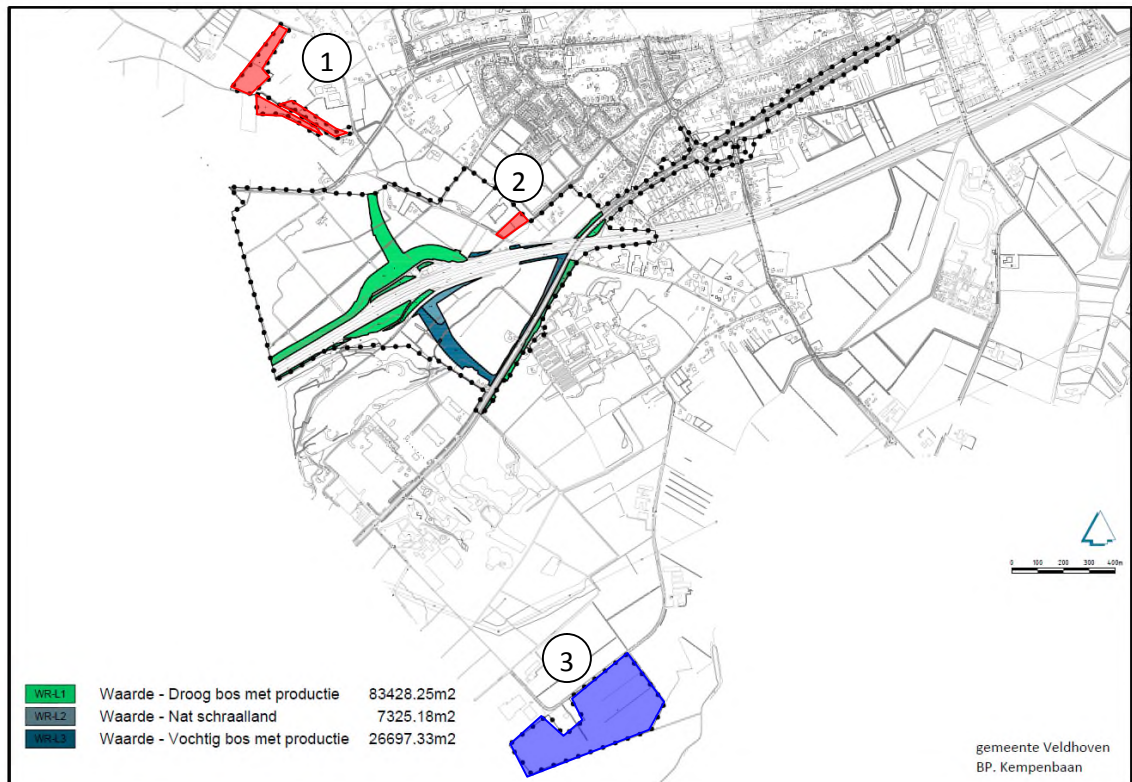 1
2
3
0 100 200 300 400m
WR-L1 Waarde - Droog bos met productie 83428.25m2
WR-L2 Waarde - Nat schraalland 7325.18m2
WR-L3 Waarde - Vochtig bos met productie 26697.33m2
gemeente Veldhoven
BP. Kempenbaan